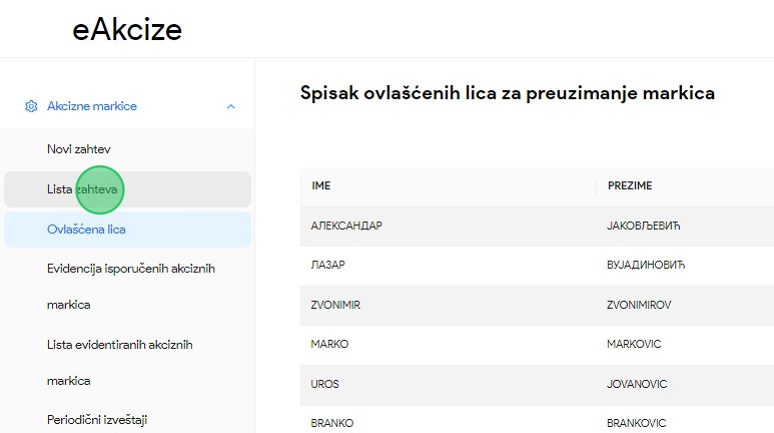 eAkcize
Akcizne markice
Novi zahtev
Lista zahteva
Ovlašćena lica
Evidencija isporučenih akciznih
markica
Lista evidentiranih akciznih
markica
Periodični izveštaji
Spisak ovlašćenih lica za preuzimanje markica
IME PREZIME
АЛЕКСАНДАР ЈАКОВЉЕВИЋ
ЛАЗАР ВУЈАДИНОВИЋ
ZVONIMIR ZVONIMIROV
MARKO MARKOVIC
UROS JOVANOVIC
BRANKO BRANKOVIC